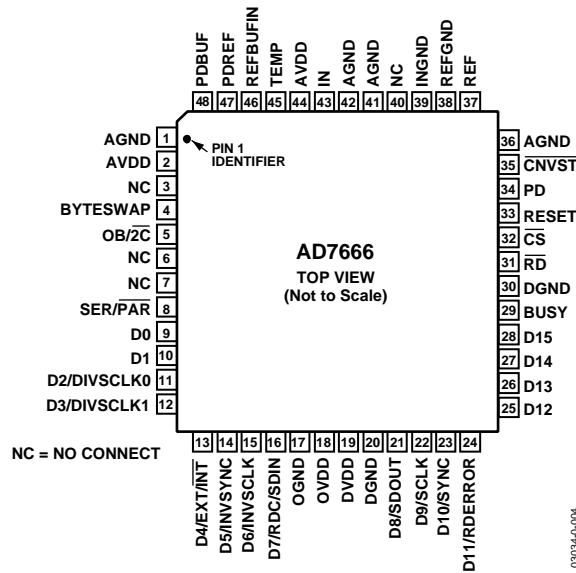 PDBUF
PDREF
REFBUFIN
TEMP
AVDD
IN
AGND
AGND
NC
INGND
REFGND
REF
48 47 46 45 44 43 42 41 40 39 38 37
AGND 1
AVDD 2
NC 3
BYTESWAP 4
OB/2C̅ 5
NC 6
NC 7
SER/P̅A̅R̅ 8
D0 9
D1 10
D2/DIVSCLK0 11
D3/DIVSCLK1 12
PIN 1
IDENTIFIER
AD7666
TOP VIEW
(Not to Scale)
36 AGND
35 C̅N̅V̅S̅T̅
34 PD
33 RESET
32 C̅S̅
31 R̅D̅
30 DGND
29 BUSY
28 D15
27 D14
26 D13
25 D12
13 14 15 16 17 18 19 20 21 22 23 24
D4/EXT/I̅N̅T̅
D5/INVSYNC
D6/INVSCLK
D7/RDC/SDIN
OGND
OVDD
DVDD
DGND
D8/SDOUT
D9/SCLK
D10/SYNC
D11/RDERROR
NC = NO CONNECT
03034-0-004